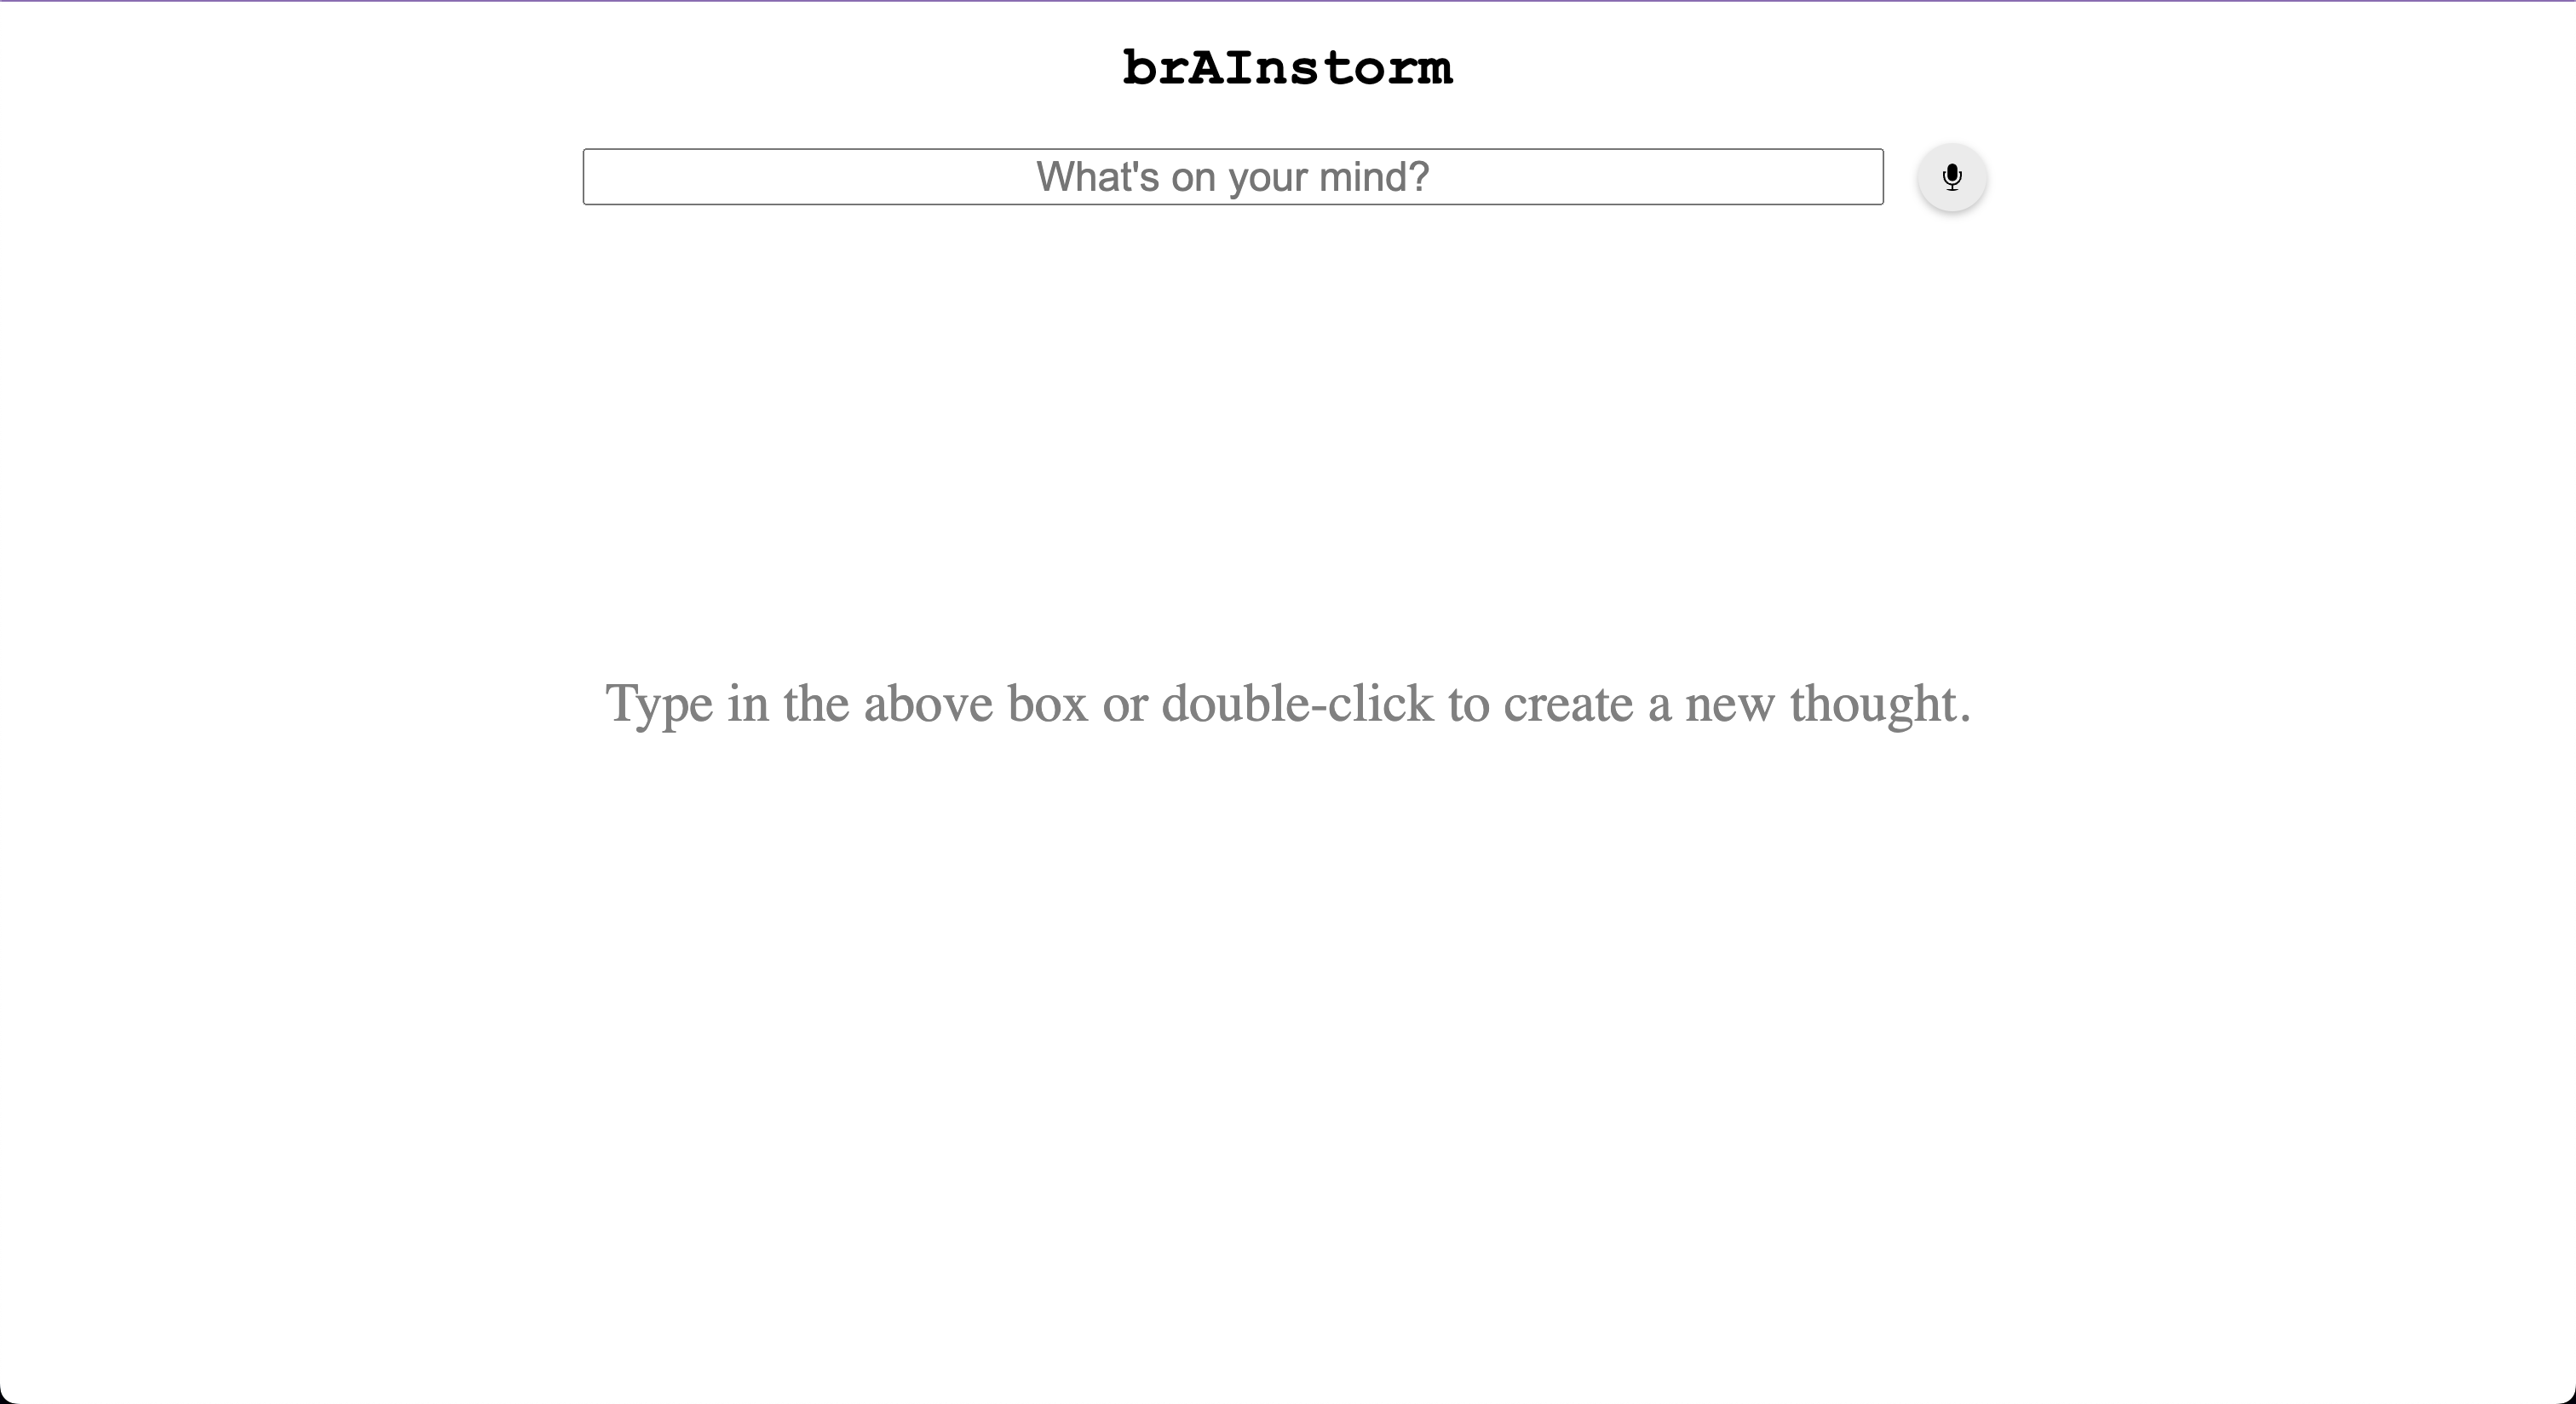 brAInstorm
What's on your mind?
Type in the above box or double-click to create a new thought.